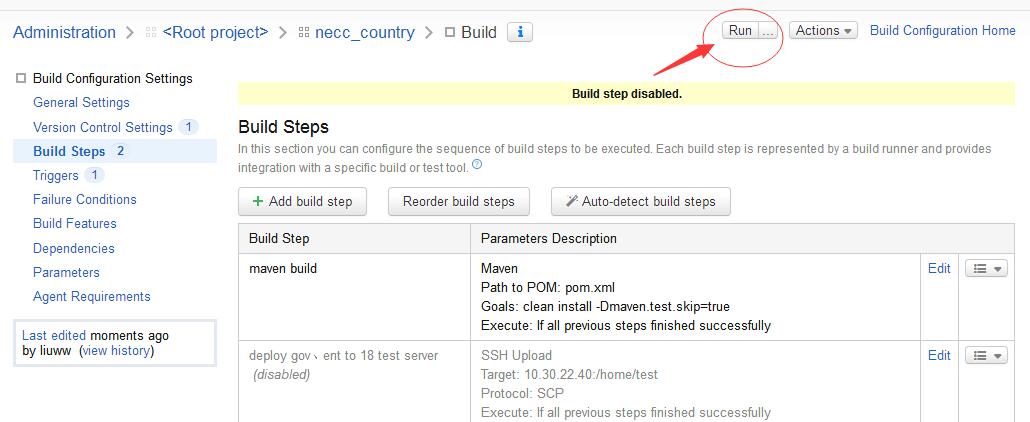 Administration > <Root project> > necc_country > Build i
Run ... Actions Build Configuration Home
Build Configuration Settings
General Settings
Version Control Settings 1
Build Steps 2
Triggers 1
Failure Conditions
Build Features
Dependencies
Parameters
Agent Requirements
Last edited moments ago
by liuww (view history)
Build step disabled.
Build Steps
In this section you can configure the sequence of build steps to be executed. Each build step is represented by a build runner and provides
integration with a specific build or test tool. ?
+ Add build step Reorder build steps Auto-detect build steps
Build Step Parameters Description
maven build
Maven Edit
Path to POM: pom.xml
Goals: clean install -Dmaven.test.skip=true
Execute: If all previous steps finished successfully
deploy gov ent to 18 test server
(disabled)
SSH Upload Edit
Target: 10.30.22.40:/home/test
Protocol: SCP
Execute: If all previous steps finished successfully